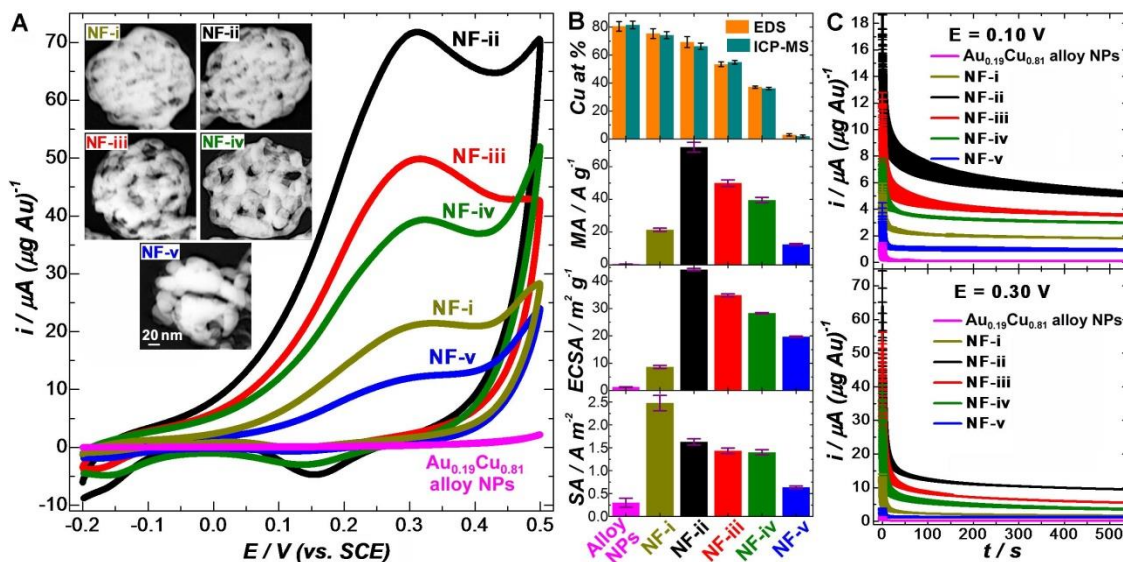 A
NF-i
NF-ii
NF-iii
NF-iv
NF-v
20 nm
NF-ii
NF-iii
NF-iv
NF-i
NF-v
Au0.19Cu0.81
alloy NPs
i / μA (μg Au)-1
80
70
60
50
40
30
20
10
0
-10
-0.2
-0.1
0.0
0.1
0.2
0.3
0.4
0.5
E / V (vs. SCE)
B
EDS
ICP-MS
Cu at %
80
60
40
20
0
MA / A g-1
60
40
20
0
ECSA / m2 g-1
40
30
20
10
0
SA / A m-2
2.5
2.0
1.5
1.0
0.5
0.0
Alloy
NPs
NF-i
NF-ii
NF-iii
NF-iv
NF-v
C
E = 0.10 V
Au0.19Cu0.81 alloy NPs
NF-i
NF-ii
NF-iii
NF-iv
NF-v
i / μA (μg Au)-1
18
16
14
12
10
8
6
4
2
0
E = 0.30 V
Au0.19Cu0.81 alloy NPs
NF-i
NF-ii
NF-iii
NF-iv
NF-v
i / μA (μg Au)-1
70
60
50
40
30
20
10
0
0
100
200
300
400
500
t / s